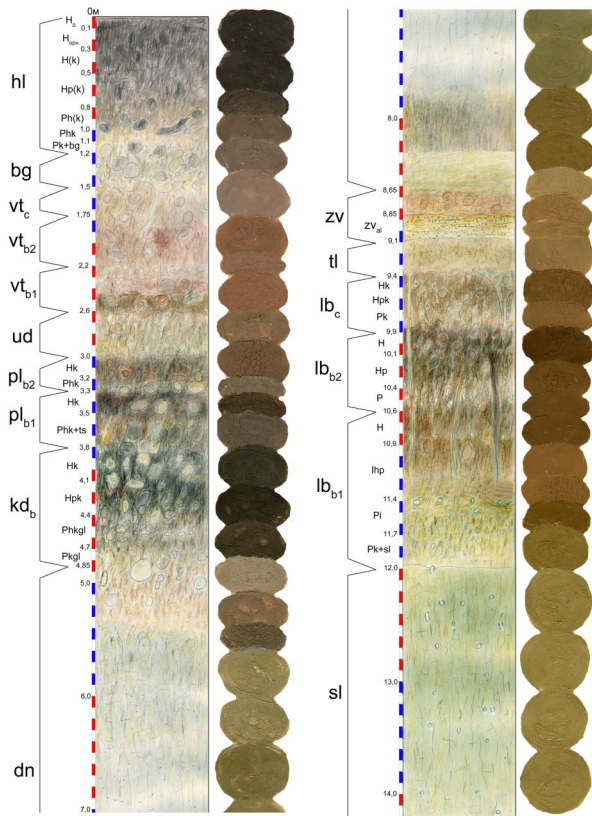 0м
Hд
0,1
Hорн.
0,3
H(k)
0,5
hl
Hp(k)
0,8
Ph(k)
1,0
Phk
1,1
Pk+bg
1,2
bg
1,5
vtc
1,75
vtb2
2,2
vtb1
2,6
ud
3,0
Hk
plb2
3,2
Phk
3,3
Hk
3,5
plb1
Phk+ts
3,8
Hk
4,1
kdb
Hpk
4,4
Phkgl
4,7
Pkgl
4,85
5,0
6,0
dn
7,0
8,0
8,65
zv
8,85
zval
9,1
tl
9,4
Hk
lbc
Hpk
Pk
9,9
H
10,1
lbb2
Hp
10,4
P
10,6
H
10,9
lbb1
Ihp
11,4
Pi
11,7
Pk+sl
12,0
13,0
sl
14,0